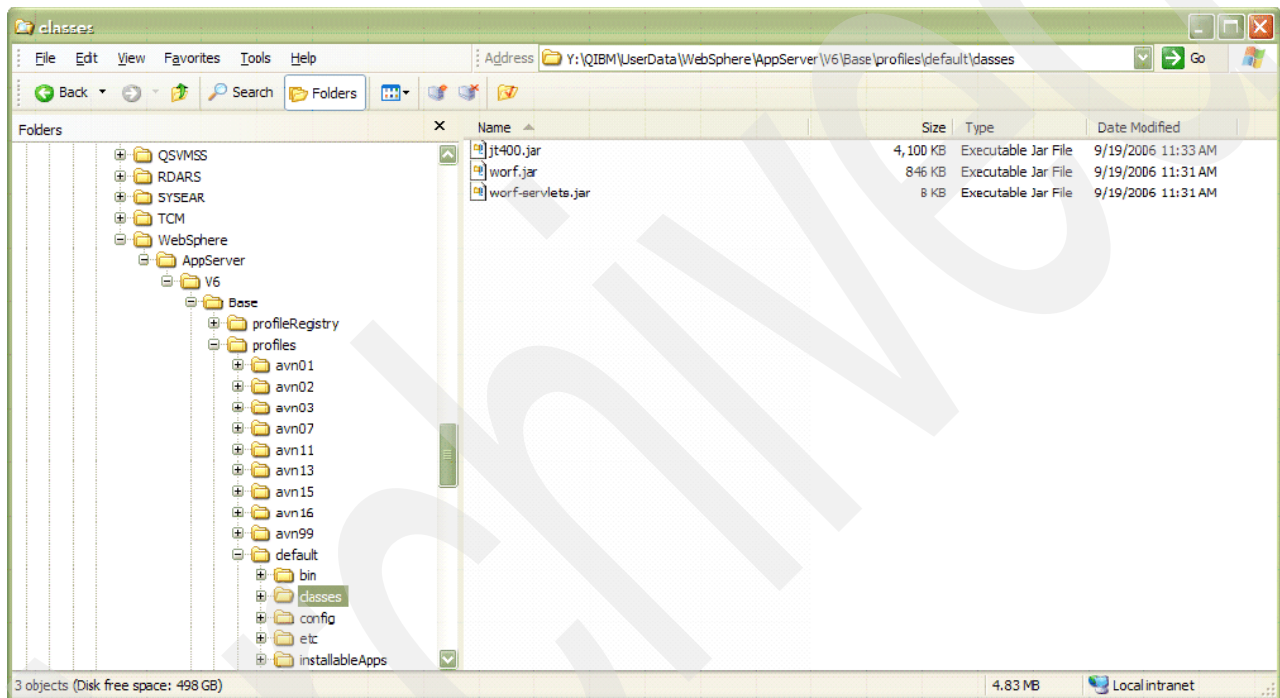 classes
File Edit View Favorites Tools Help
Address Y:\QIBM\UserData\WebSphere\AppServer\V6\Base\profiles\default\classes Go
Back Search Folders
Folders
Name Size Type Date Modified
QSVMSS
RDARS
SYSEAR
TCM
WebSphere
AppServer
V6
Base
profileRegistry
profiles
avn01
avn02
avn03
avn07
avn11
avn13
avn15
avn16
avn99
default
bin
classes
config
etc
installableApps
jt400.jar 4,100 KB Executable Jar File 9/19/2006 11:33 AM
worf.jar 846 KB Executable Jar File 9/19/2006 11:31 AM
worf-servlets.jar 8 KB Executable Jar File 9/19/2006 11:31 AM
3 objects (Disk free space: 498 GB) 4.83 MB Local intranet